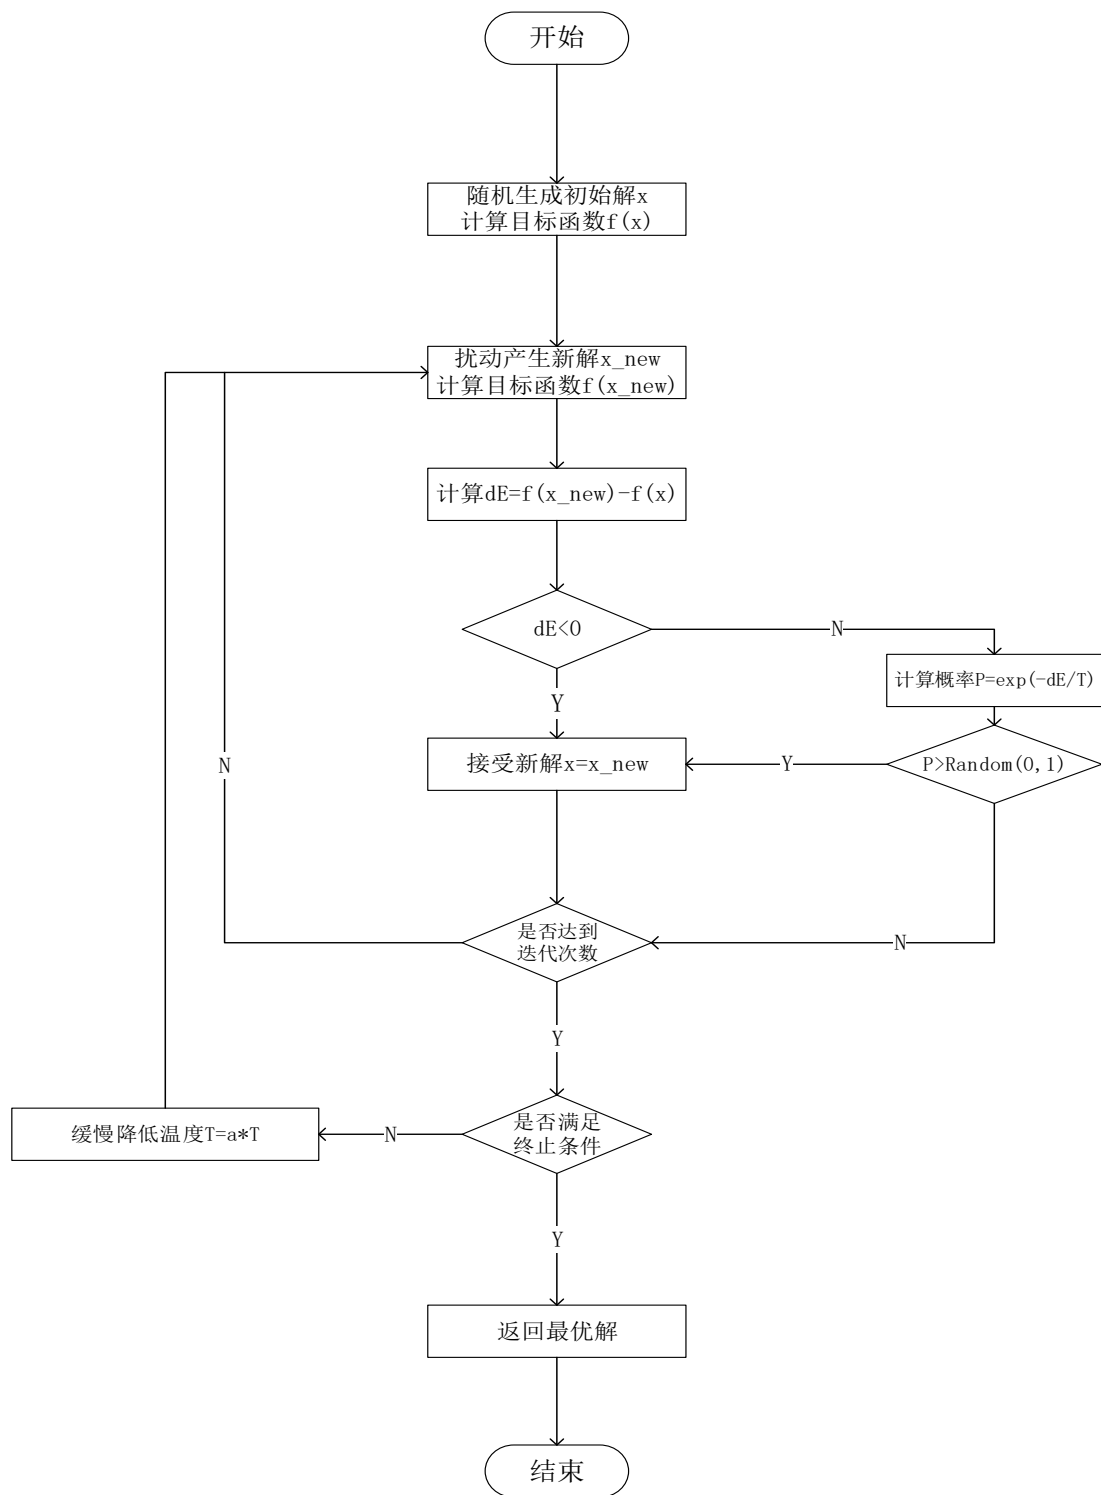 开始
随机生成初始解x
计算目标函数f(x)
扰动产生新解x_new
计算目标函数f(x_new)
计算dE=f(x_new)-f(x)
dE<0
N
计算概率P=exp(-dE/T)
Y
接受新解x=x_new
Y
P>Random(0,1)
N
是否达到
迭代次数
N
Y
缓慢降低温度T=a*T
N
是否满足
终止条件
Y
返回最优解
结束